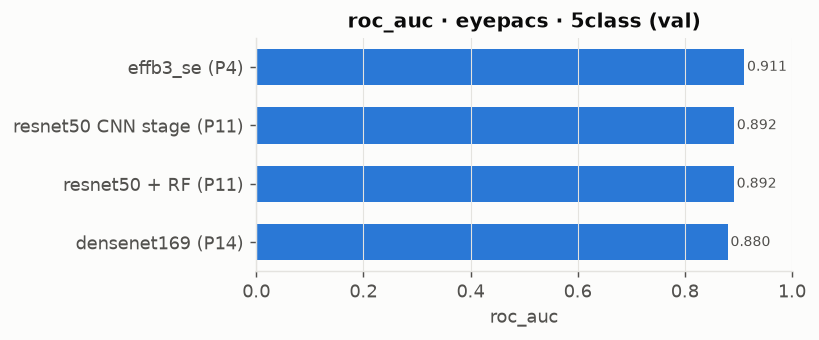 roc_auc · eyepacs · 5class (val)
effb3_se (P4)
0.911
resnet50 CNN stage (P11)
0.892
resnet50 + RF (P11)
0.892
densenet169 (P14)
0.880
0.0 0.2 0.4 0.6 0.8 1.0
roc_auc